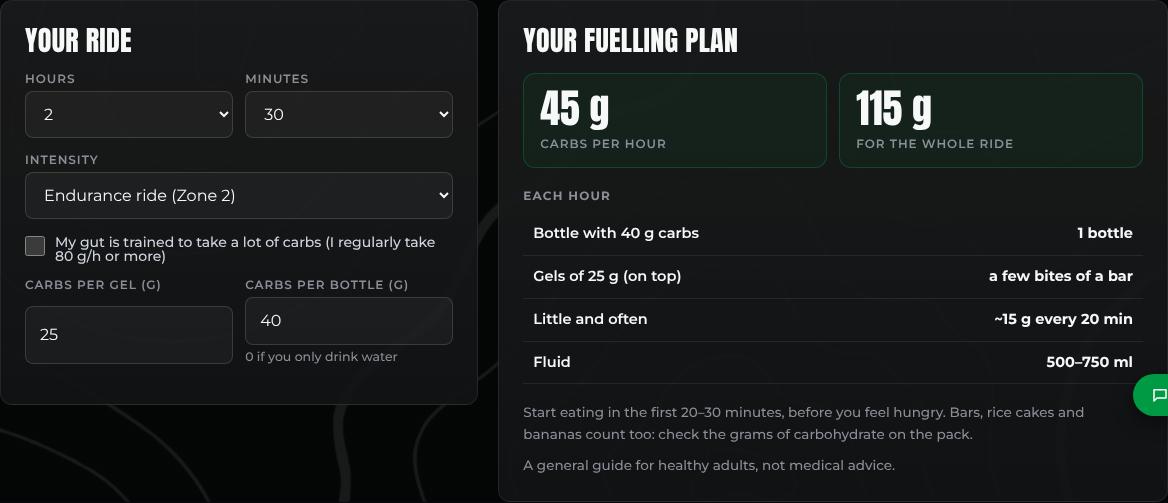 YOUR RIDE
HOURS
MINUTES
2
30
INTENSITY
Endurance ride (Zone 2)
My gut is trained to take a lot of carbs (I regularly take
80 g/h or more)
CARBS PER GEL (G)
CARBS PER BOTTLE (G)
25
40
0 if you only drink water
YOUR FUELLING PLAN
45 g
CARBS PER HOUR
115 g
FOR THE WHOLE RIDE
EACH HOUR
Bottle with 40 g carbs
1 bottle
Gels of 25 g (on top)
a few bites of a bar
Little and often
~15 g every 20 min
Fluid
500–750 ml
Start eating in the first 20–30 minutes, before you feel hungry. Bars, rice cakes and
bananas count too: check the grams of carbohydrate on the pack.
A general guide for healthy adults, not medical advice.